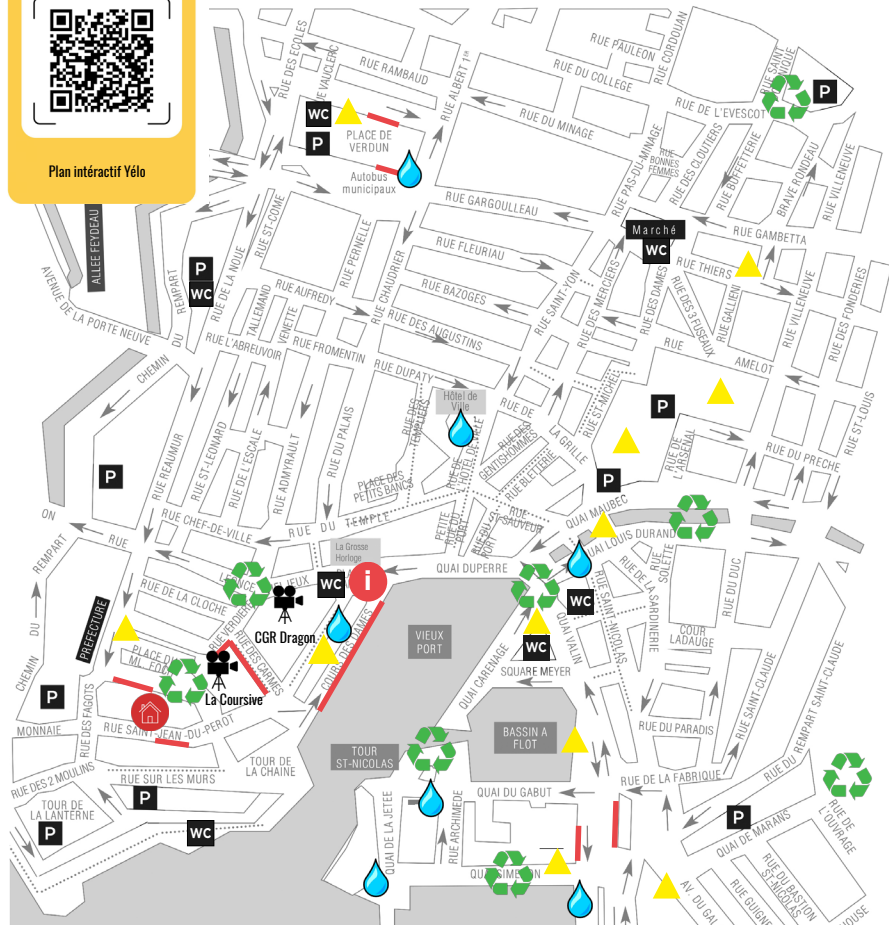 Plan intéractif Yélo
RUE DES ECOLES
RUE VAUCLERC
RUE RAMBAUD
RUE ALBERT 1ER
RUE PAULEON
RUE CORDOUAN
RUE DU COLLEGE
RUE SAINT
RUE DE L'EVESCOT
P
WC
P
PLACE DE
VERDUN
Autobus
municipaux
RUE DU MINAGE
RUE PAS-DU-MINAGE
RUE
BONNES
FEMMES
RUE DES CLOUTIERS
RUE BOFFETTERIE
BRAVE RONDEAU
RUE VILLENEUVE
ALLEE FEYDEAU
AVENUE DE LA PORTE NEUVE
P
WC
REMPART
DU
CHEMIN
RUE DE LA NOUE
RUE ST-COME
RUE PERNELLE
RUE CHAUDRIER
RUE GARGOULLEAU
RUE FLEURIAU
RUE BAZOGES
RUE DES AUGUSTINS
RUE SAINT-YON
RUE DES MERCIERS
Marché
WC
RUE GAMBETTA
RUE THIERS
RUE DES DAMES
RUE DES 3 FUSEAUX
RUE GALLIENI
RUE VILLENEUVE
RUE DES FONDERIES
RUE AUFREDY
TALLEMAND
VENETTE
RUE L'ABREUVOIR
RUE FROMENTIN
RUE DUPATY
RUE
AMELOT
RUE ST-MICHEL
RUE ST-LOUIS
Hôtel de
Ville
RUE DES
TEMPLIERS
RUE DE
L'HOTEL DE VILLE
RUE DE
LA GRILLE
RUE DES
GENTISHOMMES
RUE BLETTERIE
P
P
RUE DE
L'ARSENAL
RUE DU PRECHE
P
RUE REAUMUR
RUE ST-LEONARD
RUE DE L'ESCALE
RUE ADMYRAULT
RUE DU PALAIS
PLACE DES
PETITS BANCS
RUE DU TEMPLE
RUE CHEF-DE-VILLE
PETITE
RUE DU
PORT
RUE DU
PORT
ST-
SAUVEUR
QUAI MAUBEC
QUAI LOUIS DURAND
RUE
SOLETTE
RUE DU DUC
ON
REMPART
DU
CHEMIN
RUE
La Grosse
Horloge
QUAI DUPERRE
WC
i
RUE DE LA CLOCHE
RUE VERDIERE
RUE DES CARMES
CGR Dragon
COURS DES DAMES
VIEUX
PORT
WC
WC
RUE SAINT-NICOLAS
RUE DE LA SARDINERIE
COUR
LADAUGE
QUAI VALIN
QUAI CARENAGE
SQUARE MEYER
RUE SAINT-CLAUDE
RUE DU REMPART SAINT-CLAUDE
PREFECTURE
La Coursive
P
MONNAIE
RUE DES FAGOTS
RUE SAINT-JEAN-DU-PEROT
RUE DES 2 MOULINS
RUE SUR LES MURS
TOUR DE
LA CHAINE
TOUR
ST-NICOLAS
BASSIN A
FLOT
RUE DU PARADIS
RUE DE LA FABRIQUE
P
P
TOUR DE
LA LANTERNE
WC
QUAI DE LA JETEE
RUE ARCHIMEDE
QUAI DU GABUT
P
QUAI DE MARANS
RUE DE
L'OUVRAGE
RUE DU BASTION
ST-NICOLAS